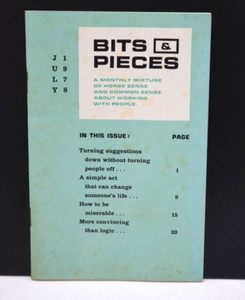 J 1
U 9
L 7
Y 8
BITS &
PIECES
A MONTHLY MIXTURE
OF HORSE SENSE
AND COMMON SENSE
ABOUT WORKING
WITH PEOPLE.
IN THIS ISSUE: PAGE
Turning suggestions
down without turning
people off . . . 1
A simple act
that can change
someone's life . . . 9
How to be
miserable . . . 15
More convincing
than logic . . . 20